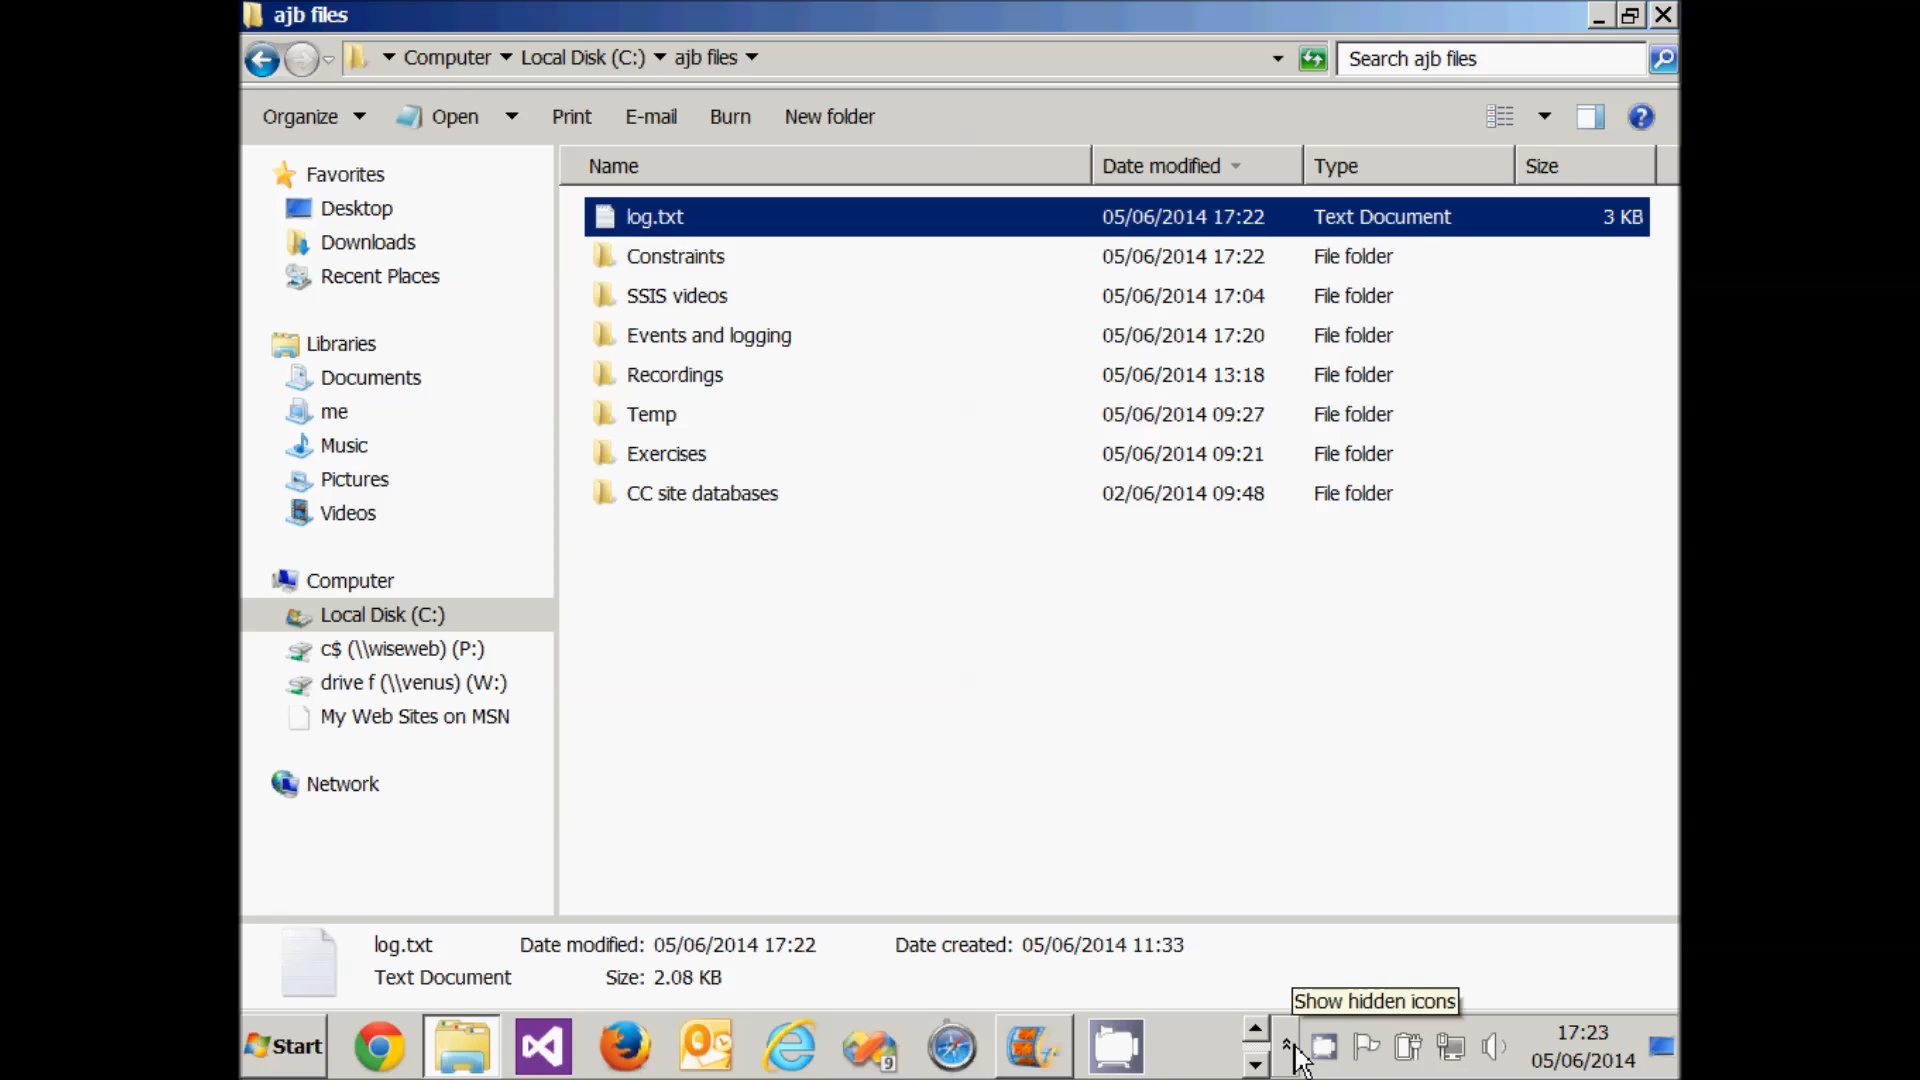 ajb files
Computer Local Disk (C:) ajb files Search ajb files
Organize Open Print E-mail Burn New folder
Name Date modified Type Size
Favorites
Desktop
Downloads
Recent Places
Libraries
Documents
me
Music
Pictures
Videos
Computer
Local Disk (C:)
c$ (\\wiseweb) (P:)
drive f (\\venus) (W:)
My Web Sites on MSN
Network
log.txt 05/06/2014 17:22 Text Document 3 KB
Constraints 05/06/2014 17:22 File folder
SSIS videos 05/06/2014 17:04 File folder
Events and logging 05/06/2014 17:20 File folder
Recordings 05/06/2014 13:18 File folder
Temp 05/06/2014 09:27 File folder
Exercises 05/06/2014 09:21 File folder
CC site databases 02/06/2014 09:48 File folder
log.txt Date modified: 05/06/2014 17:22 Date created: 05/06/2014 11:33
Text Document Size: 2.08 KB
Show hidden icons
Start 9 17:23
05/06/2014